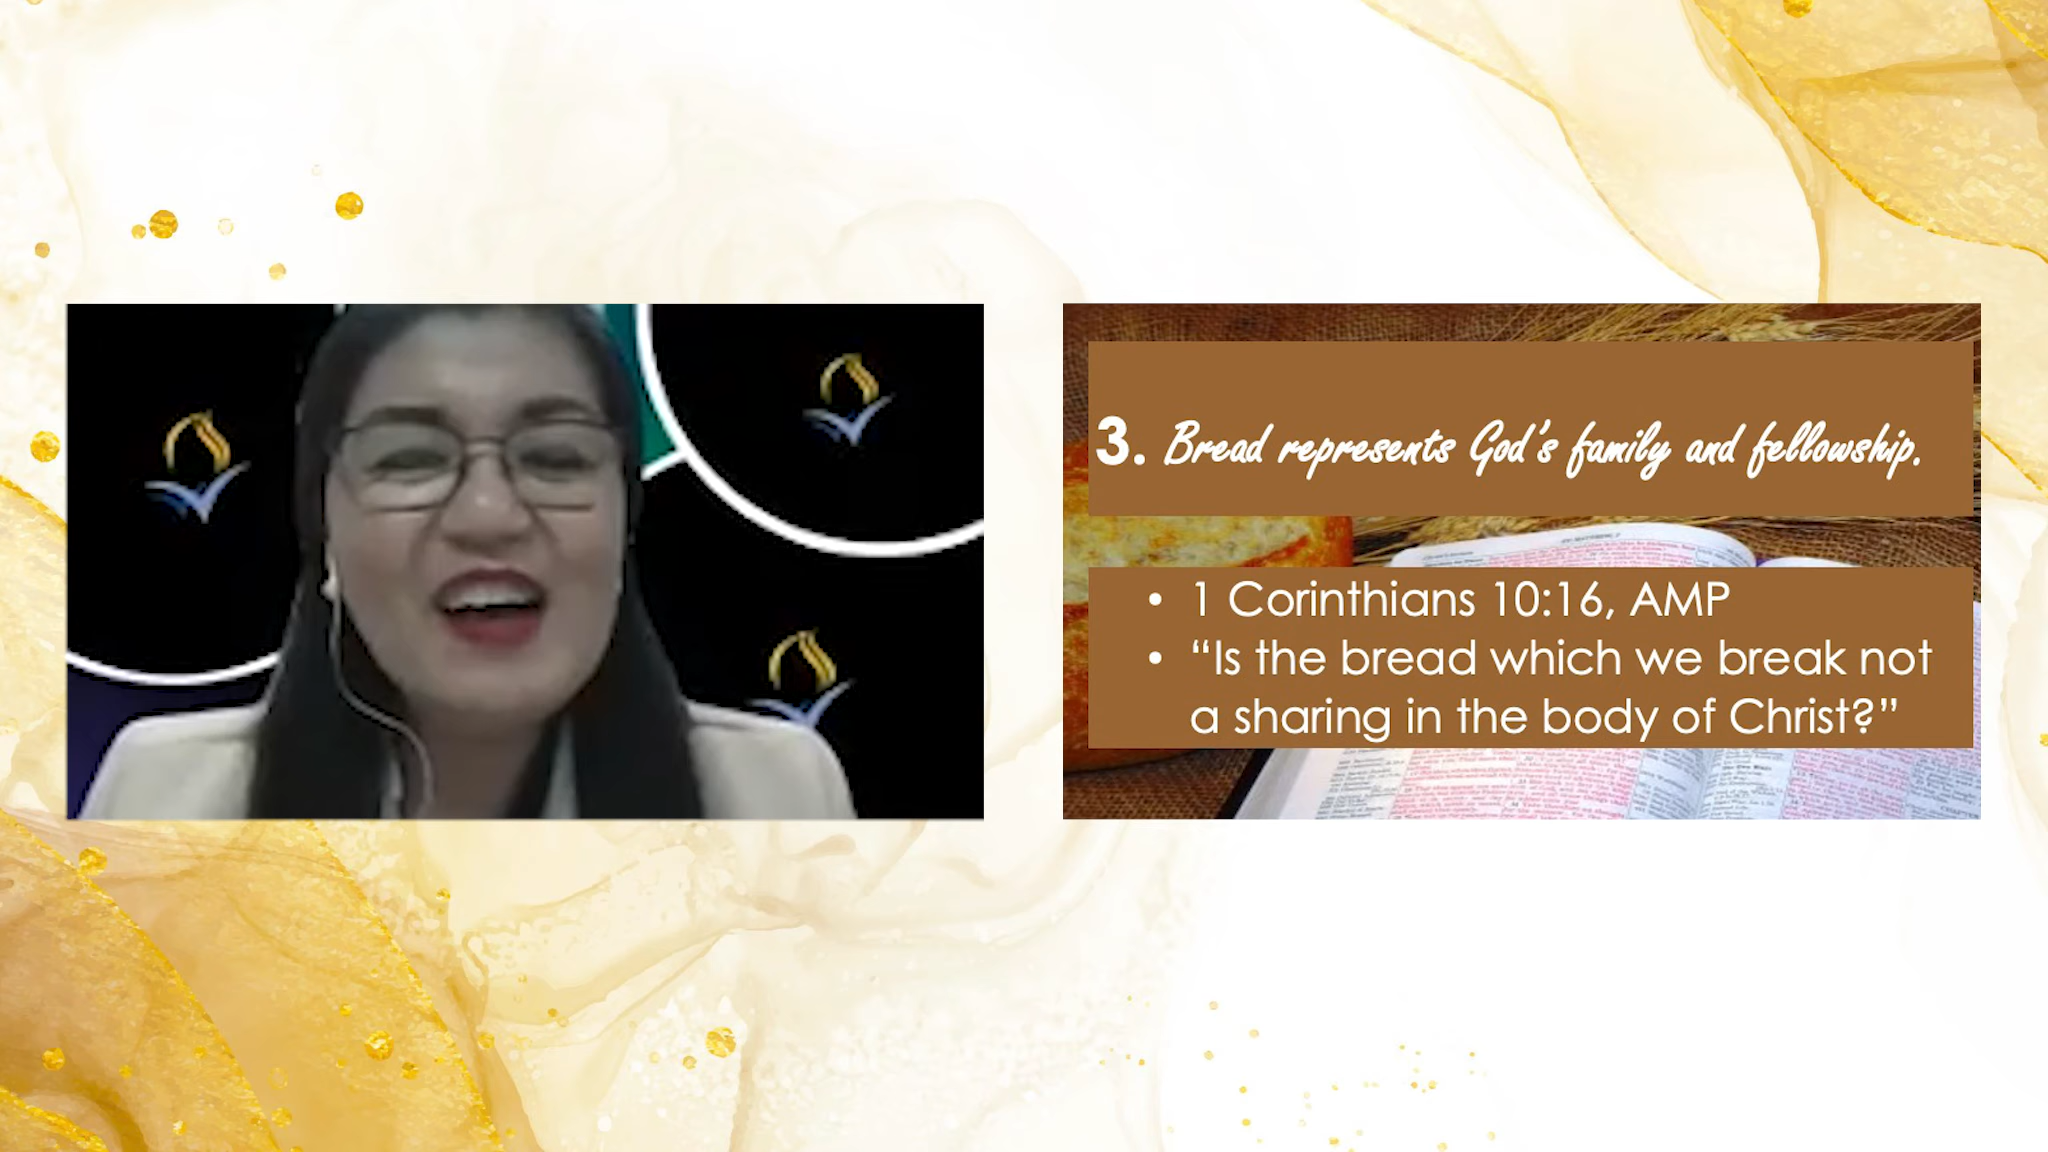 3. Bread represents God's family and fellowship.
• 1 Corinthians 10:16, AMP
• “Is the bread which we break not
a sharing in the body of Christ?”